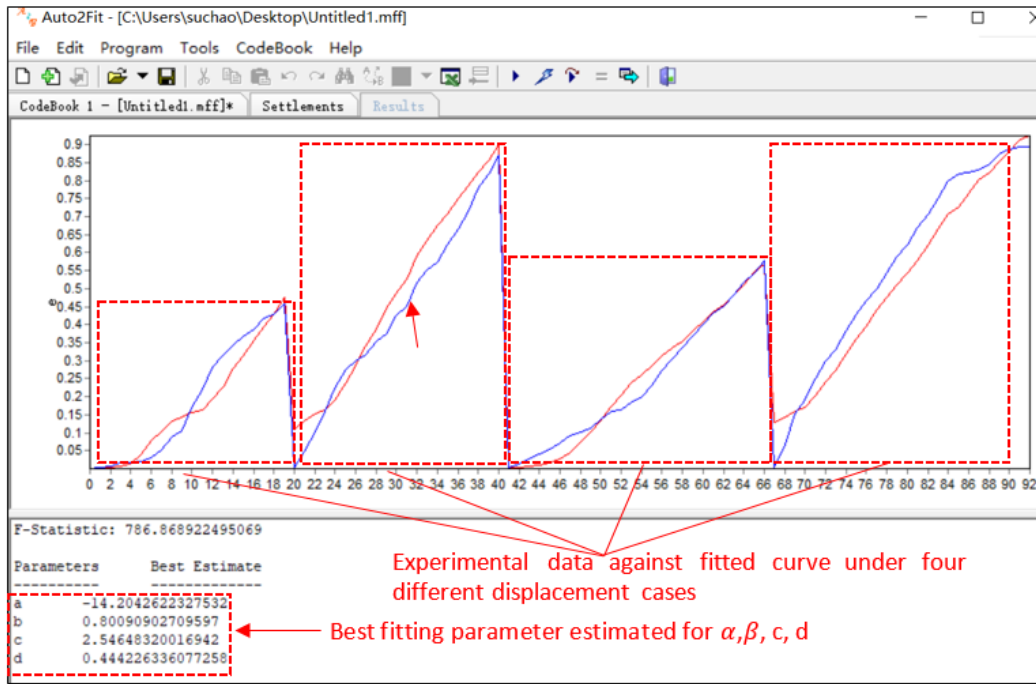 Auto2Fit - [C:\Users\suchao\Desktop\Untitled1.mff]
File Edit Program Tools CodeBook Help
CodeBook 1 - [Untitled1.mff]* Settlements Results
0.9
0.85
0.8
0.75
0.7
0.65
0.6
0.55
0.5
e
0.45
0.4
0.35
0.3
0.25
0.2
0.15
0.1
0.05
0 2 4 6 8 10 12 14 16 18 20 22 24 26 28 30 32 34 36 38 40 42 44 46 48 50 52 54 56 58 60 62 64 66 68 70 72 74 76 78 80 82 84 86 88 90 92
F-Statistic: 786.868922495069
Parameters Best Estimate
---------- -------------
a -14.2042622327532
b 0.80090902709597
c 2.54648320016942
d 0.444226336077258
Experimental data against fitted curve under four
different displacement cases
Best fitting parameter estimated for α,β, c, d